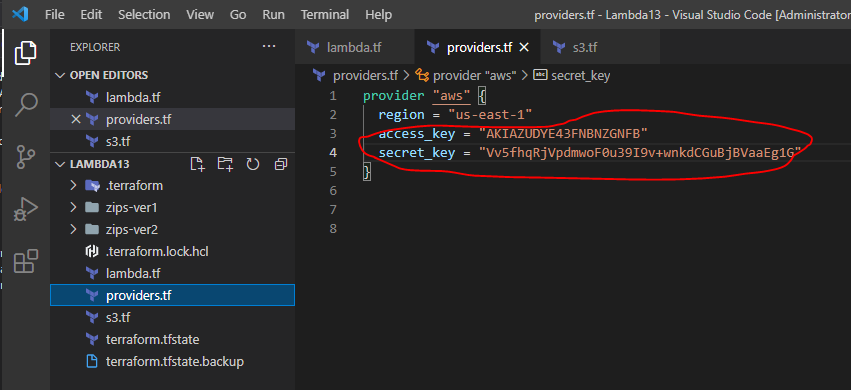 File Edit Selection View Go Run Terminal Help
providers.tf - Lambda13 - Visual Studio Code [Administrator
EXPLORER
lambda.tf
providers.tf
s3.tf
OPEN EDITORS
lambda.tf
providers.tf
s3.tf
LAMBDA13
.terraform
zips-ver1
zips-ver2
.terraform.lock.hcl
lambda.tf
providers.tf
s3.tf
terraform.tfstate
terraform.tfstate.backup
providers.tf > provider "aws" > secret_key
1 provider "aws" {
2 region = "us-east-1"
3 access_key = "AKIAZUDYE43FNBNZGNFB"
4 secret_key = "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"
5 }
6
7
8